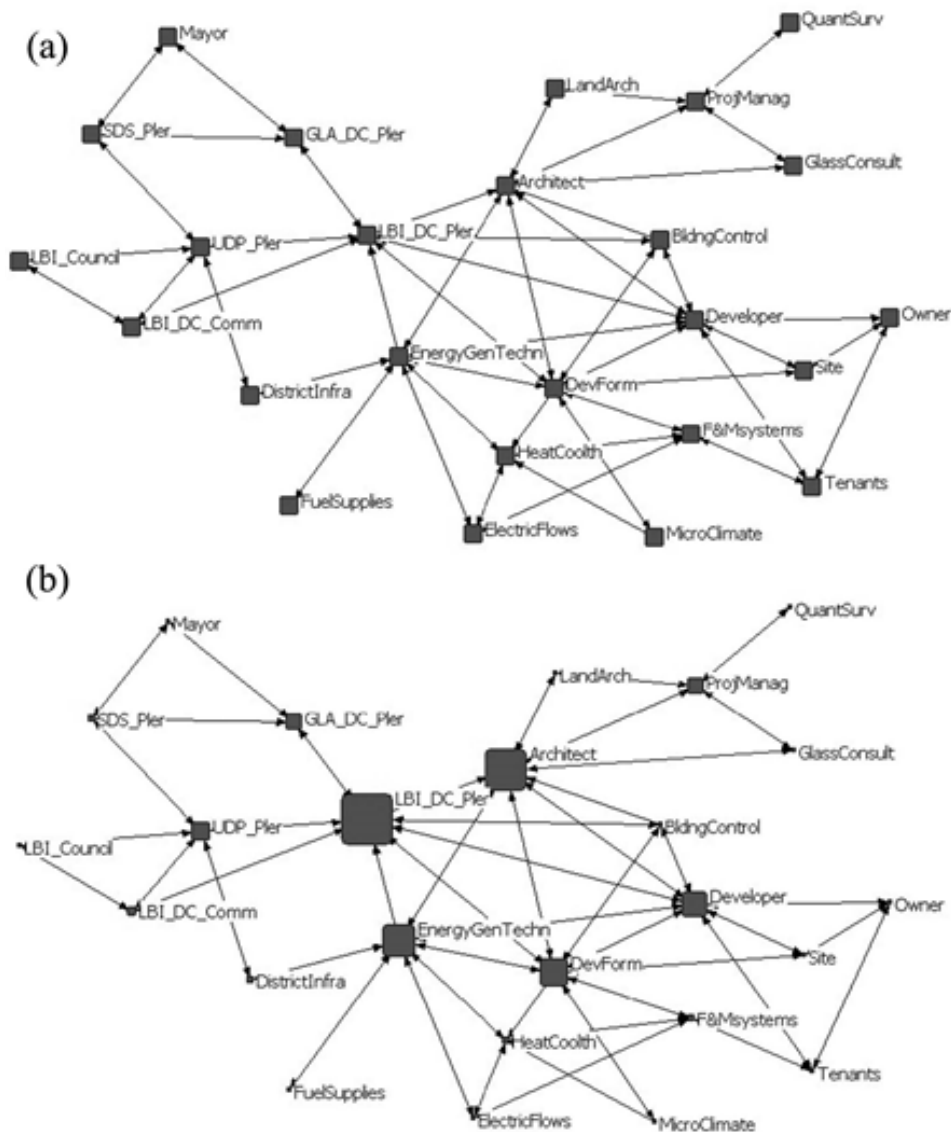 (a)
Mayor
QuantSurv
LandArch
ProjManag
SDS_Pler
GLA_DC_Pler
GlassConsult
Architect
LBI_DC_Pler
BldngControl
UDP_Pler
LBI_Council
LBI_DC_Comm
Developer
Owner
EnergyGenTechn
Site
DistrictInfra
DevForm
F&Msystems
HeatCoolth
Tenants
FuelSupplies
ElectricFlows
MicroClimate
(b)
Mayor
QuantSurv
LandArch
ProjManag
SDS_Pler
GLA_DC_Pler
GlassConsult
Architect
LBI_DC_Pler
BldngControl
UDP_Pler
LBI_Council
LBI_DC_Comm
Developer
Owner
EnergyGenTechn
Site
DistrictInfra
DevForm
F&Msystems
HeatCoolth
Tenants
FuelSupplies
ElectricFlows
MicroClimate